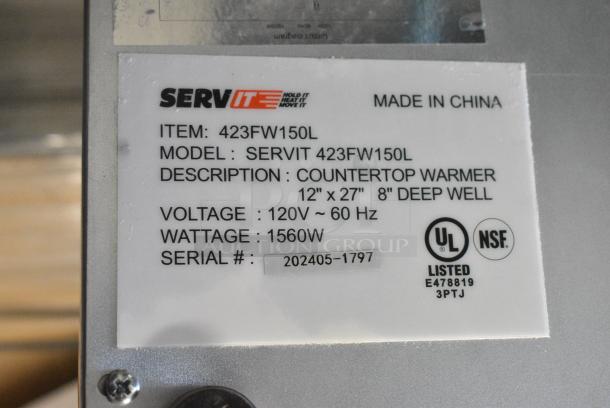 Circuit diagram
SERVIT HOLD IT
HEAT IT
MOVE IT
MADE IN CHINA
ITEM: 423FW150L
MODEL : SERVIT 423FW150L
DESCRIPTION : COUNTERTOP WARMER
12" x 27" 8" DEEP WELL
VOLTAGE : 120V ~ 60 Hz
WATTAGE : 1560W
SERIAL # : 202405-1797
UL
NSF.
LISTED
E478819
3PTJ
AUCTION GROUP